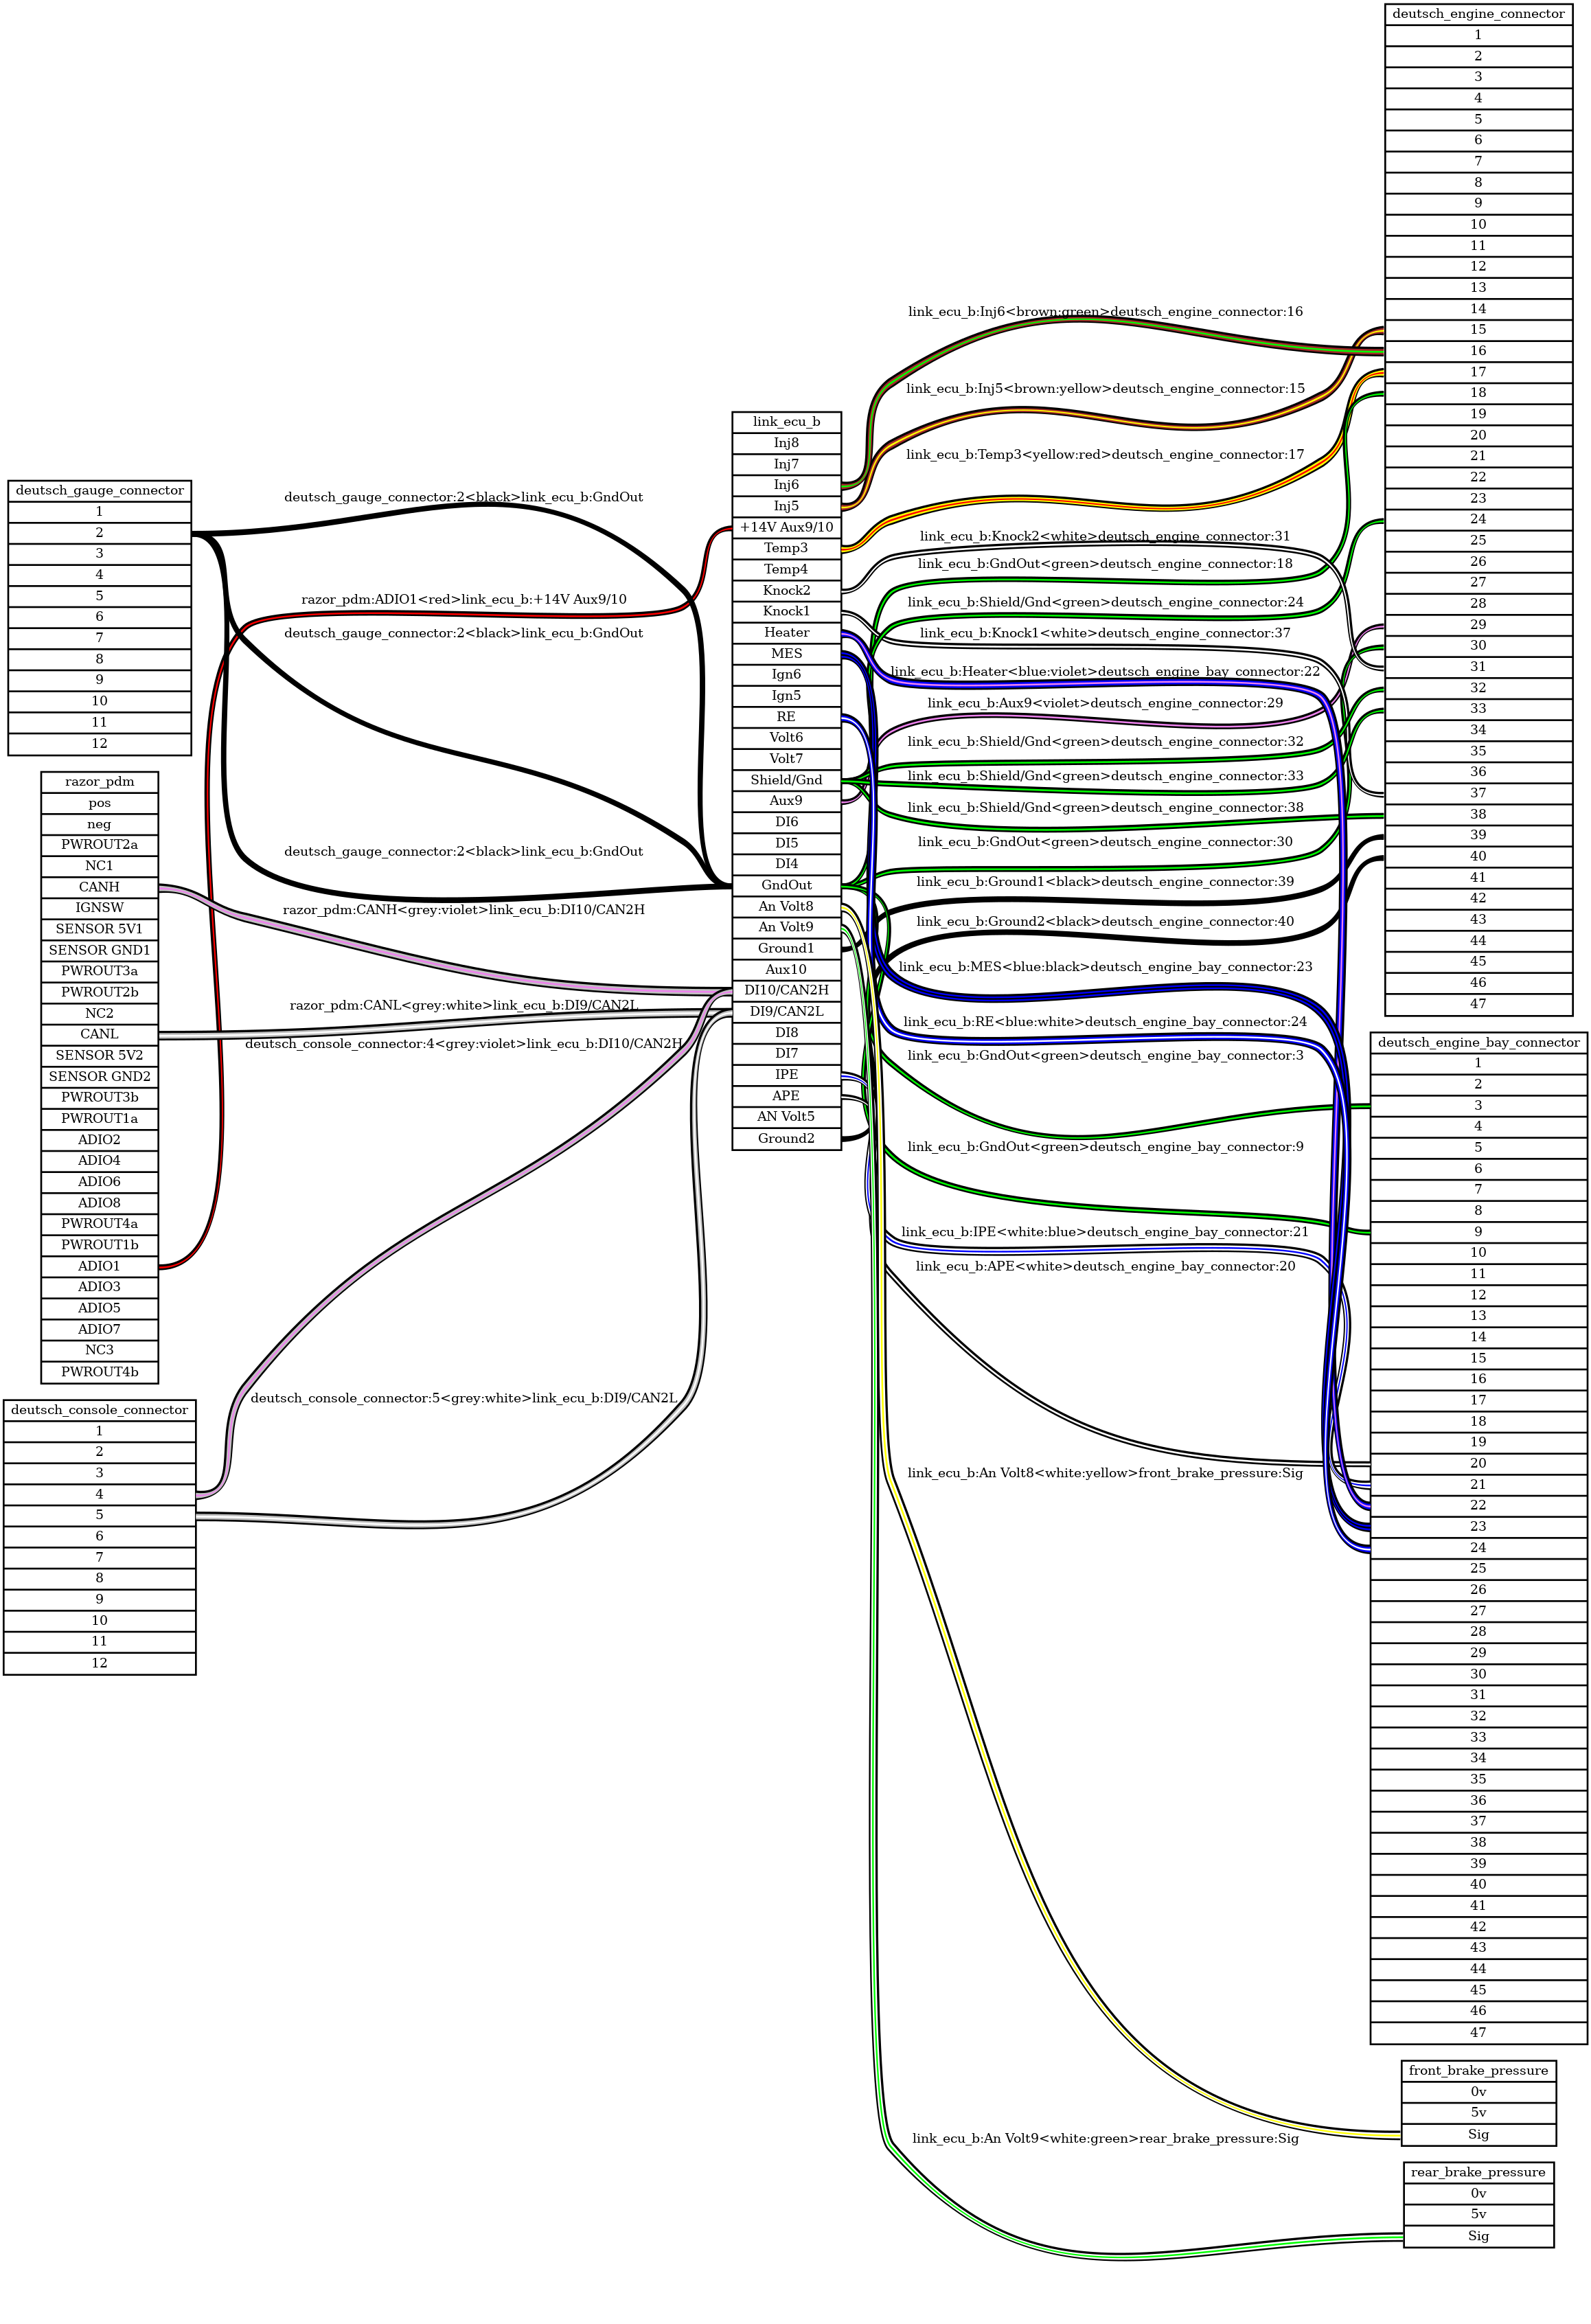 deutsch_gauge_connector
1
2
3
4
5
6
7
8
9
10
11
12
razor_pdm
pos
neg
PWROUT2a
NC1
CANH
IGNSW
SENSOR 5V1
SENSOR GND1
PWROUT3a
PWROUT2b
NC2
CANL
SENSOR 5V2
SENSOR GND2
PWROUT3b
PWROUT1a
ADIO2
ADIO4
ADIO6
ADIO8
PWROUT4a
PWROUT1b
ADIO1
ADIO3
ADIO5
ADIO7
NC3
PWROUT4b
deutsch_console_connector
1
2
3
4
5
6
7
8
9
10
11
12
deutsch_gauge_connector:2<black>link_ecu_b:GndOut
razor_pdm:ADIO1<red>link_ecu_b:+14V Aux9/10
deutsch_gauge_connector:2<black>link_ecu_b:GndOut
deutsch_gauge_connector:2<black>link_ecu_b:GndOut
razor_pdm:CANH<grey:violet>link_ecu_b:DI10/CAN2H
razor_pdm:CANL<grey:white>link_ecu_b:DI9/CAN2L
deutsch_console_connector:4<grey:violet>link_ecu_b:DI10/CAN2H
deutsch_console_connector:5<grey:white>link_ecu_b:DI9/CAN2L
link_ecu_b
Inj8
Inj7
Inj6
Inj5
+14V Aux9/10
Temp3
Temp4
Knock2
Knock1
Heater
MES
Ign6
Ign5
RE
Volt6
Volt7
Shield/Gnd
Aux9
DI6
DI5
DI4
GndOut
An Volt8
An Volt9
Ground1
Aux10
DI10/CAN2H
DI9/CAN2L
DI8
DI7
IPE
APE
AN Volt5
Ground2
link_ecu_b:Inj6<brown:green>deutsch_engine_connector:16
link_ecu_b:Inj5<brown:yellow>deutsch_engine_connector:15
link_ecu_b:Temp3<yellow:red>deutsch_engine_connector:17
link_ecu_b:Knock2<white>deutsch_engine_connector:31
link_ecu_b:GndOut<green>deutsch_engine_connector:18
link_ecu_b:Shield/Gnd<green>deutsch_engine_connector:24
link_ecu_b:Knock1<white>deutsch_engine_connector:37
link_ecu_b:Heater<blue:violet>deutsch_engine_bay_connector:22
link_ecu_b:Aux9<violet>deutsch_engine_connector:29
link_ecu_b:Shield/Gnd<green>deutsch_engine_connector:32
link_ecu_b:Shield/Gnd<green>deutsch_engine_connector:33
link_ecu_b:Shield/Gnd<green>deutsch_engine_connector:38
link_ecu_b:GndOut<green>deutsch_engine_connector:30
link_ecu_b:Ground1<black>deutsch_engine_connector:39
link_ecu_b:Ground2<black>deutsch_engine_connector:40
link_ecu_b:MES<blue:black>deutsch_engine_bay_connector:23
link_ecu_b:RE<blue:white>deutsch_engine_bay_connector:24
link_ecu_b:GndOut<green>deutsch_engine_bay_connector:3
link_ecu_b:GndOut<green>deutsch_engine_bay_connector:9
link_ecu_b:IPE<white:blue>deutsch_engine_bay_connector:21
link_ecu_b:APE<white>deutsch_engine_bay_connector:20
link_ecu_b:An Volt8<white:yellow>front_brake_pressure:Sig
link_ecu_b:An Volt9<white:green>rear_brake_pressure:Sig
deutsch_engine_connector
1
2
3
4
5
6
7
8
9
10
11
12
13
14
15
16
17
18
19
20
21
22
23
24
25
26
27
28
29
30
31
32
33
34
35
36
37
38
39
40
41
42
43
44
45
46
47
deutsch_engine_bay_connector
1
2
3
4
5
6
7
8
9
10
11
12
13
14
15
16
17
18
19
20
21
22
23
24
25
26
27
28
29
30
31
32
33
34
35
36
37
38
39
40
41
42
43
44
45
46
47
front_brake_pressure
0v
5v
Sig
rear_brake_pressure
0v
5v
Sig